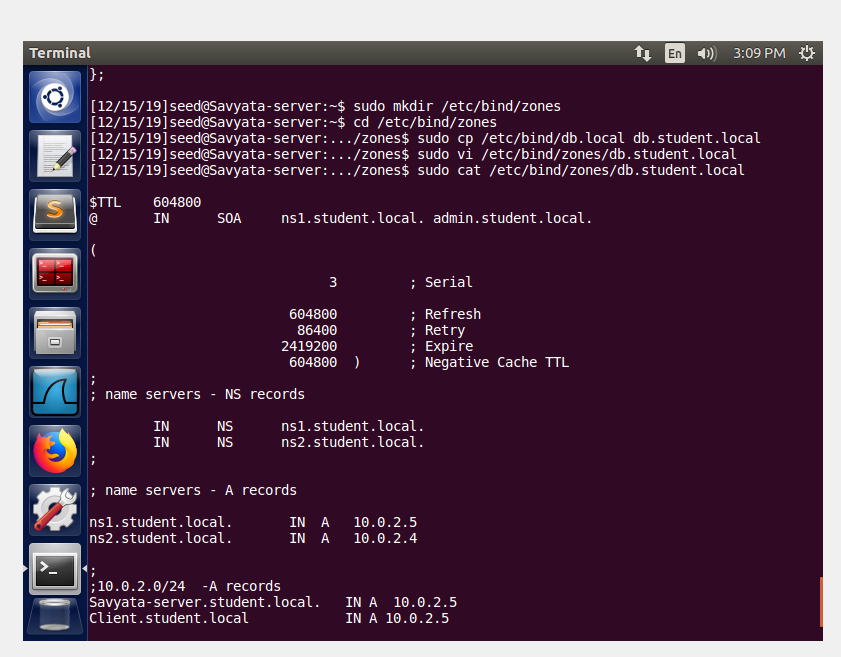 Terminal
En
3:09 PM
};
[12/15/19]seed@Savyata-server:~$ sudo mkdir /etc/bind/zones
[12/15/19]seed@Savyata-server:~$ cd /etc/bind/zones
[12/15/19]seed@Savyata-server:.../zones$ sudo cp /etc/bind/db.local db.student.local
[12/15/19]seed@Savyata-server:.../zones$ sudo vi /etc/bind/zones/db.student.local
[12/15/19]seed@Savyata-server:.../zones$ sudo cat /etc/bind/zones/db.student.local
$TTL    604800
@       IN      SOA     ns1.student.local. admin.student.local.
(
                              3         ; Serial
                         604800         ; Refresh
                          86400         ; Retry
                        2419200         ; Expire
                         604800  )      ; Negative Cache TTL
;
; name servers - NS records
        IN      NS      ns1.student.local.
        IN      NS      ns2.student.local.
;
; name servers - A records
ns1.student.local.       IN  A   10.0.2.5
ns2.student.local.       IN  A   10.0.2.4
;
;10.0.2.0/24  -A records
Savyata-server.student.local.   IN A  10.0.2.5
Client.student.local            IN A 10.0.2.5